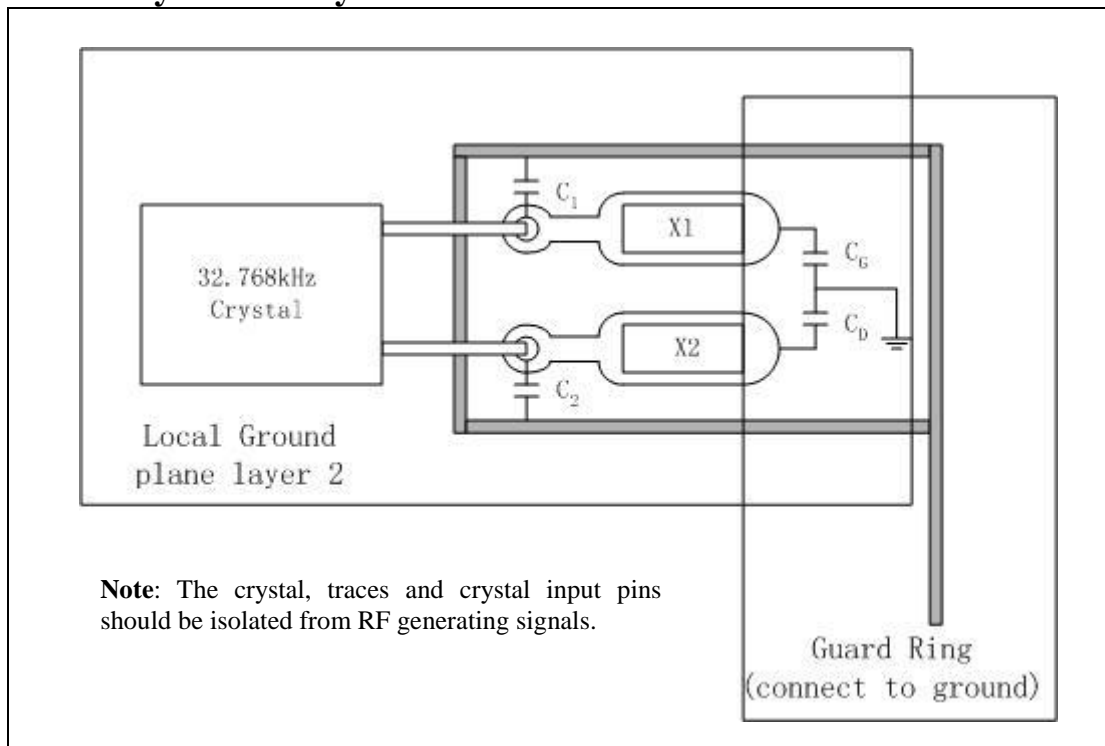 C1
X1
CG
32.768kHz
Crystal
CD
X2
C2
Local Ground
plane layer 2
Note: The crystal, traces and crystal input pins
should be isolated from RF generating signals.
Guard Ring
(connect to ground)